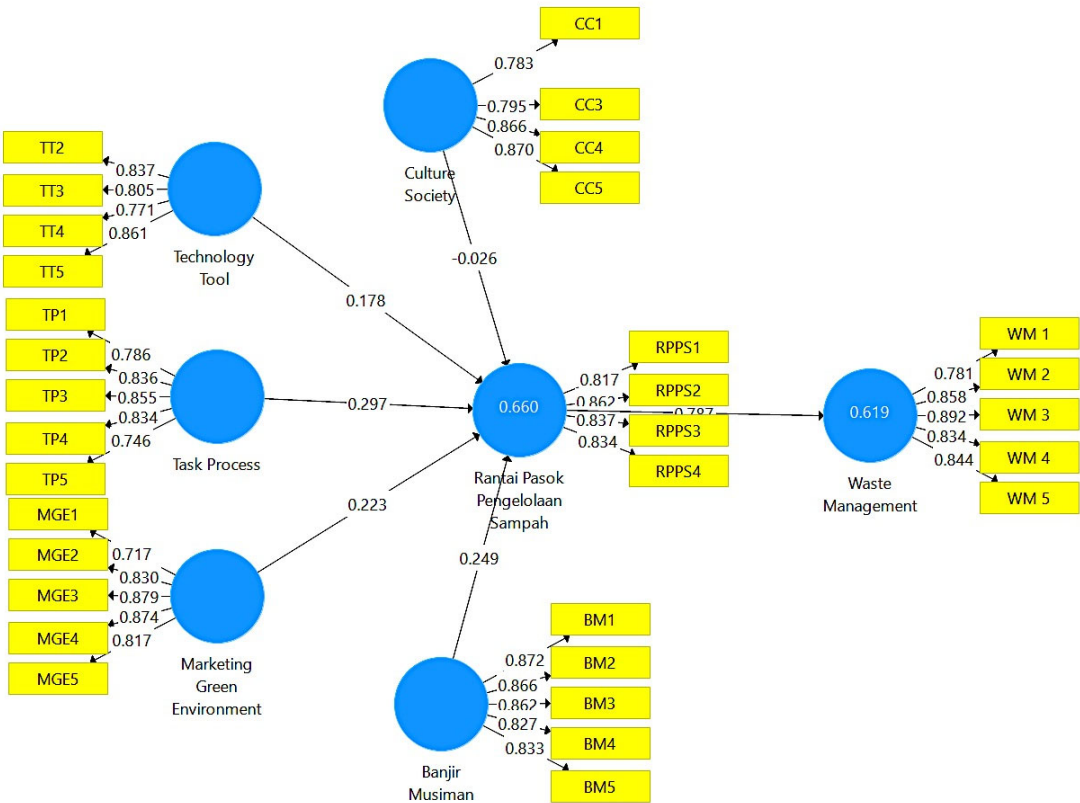 CC1
0.783
CC3
0.795
CC4
0.866
CC5
0.870
Culture
Society
-0.026
TT2
0.837
TT3
0.805
TT4
0.771
TT5
0.861
Technology
Tool
0.178
TP1
0.786
TP2
0.836
TP3
0.855
TP4
0.834
TP5
0.746
Task Process
0.297
MGE1
0.717
MGE2
0.830
MGE3
0.879
MGE4
0.874
MGE5
0.817
Marketing
Green
Environment
0.223
0.660
Rantai Pasok
Pengelolaan
Sampah
RPPS1
0.817
RPPS2
0.862
RPPS3
0.837
RPPS4
0.834
0.787
0.249
BM1
0.872
BM2
0.866
BM3
0.862
BM4
0.827
BM5
0.833
Banjir
Musiman
0.619
Waste
Management
WM 1
0.781
WM 2
0.858
WM 3
0.892
WM 4
0.834
WM 5
0.844